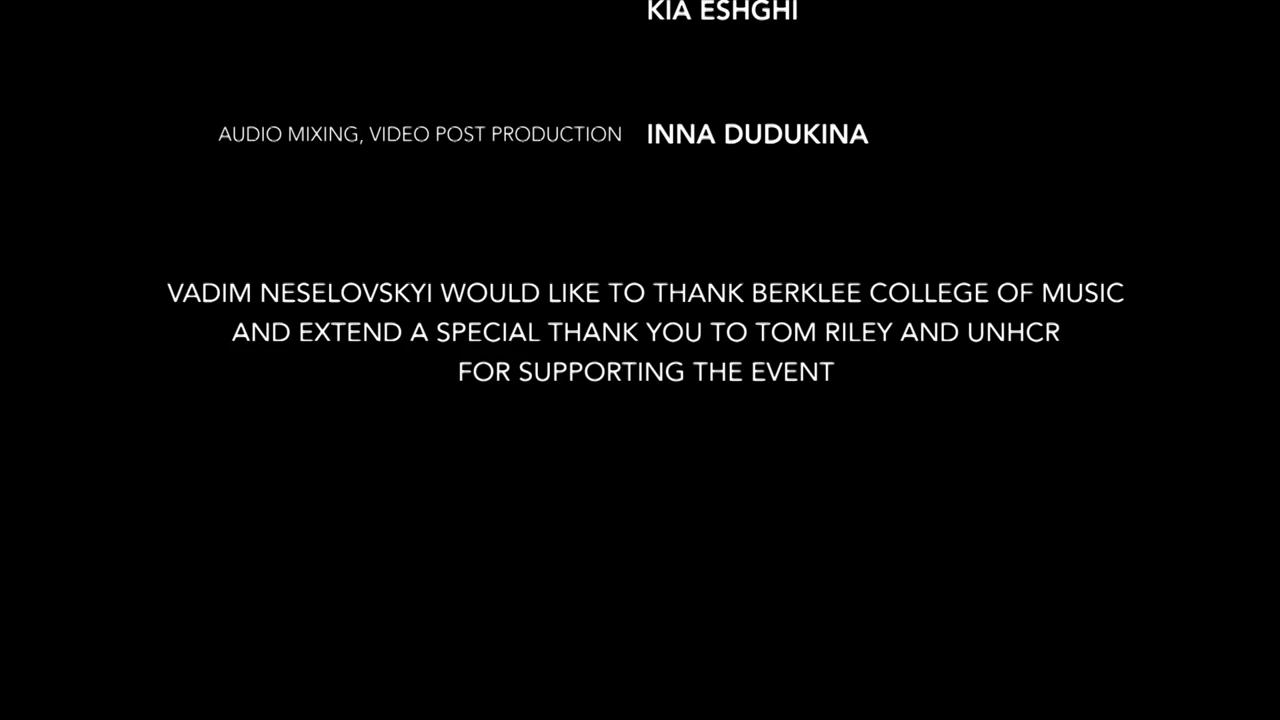 KIA ESHGHI
AUDIO MIXING, VIDEO POST PRODUCTION INNA DUDUKINA
VADIM NESELOVSKYI WOULD LIKE TO THANK BERKLEE COLLEGE OF MUSIC
AND EXTEND A SPECIAL THANK YOU TO TOM RILEY AND UNHCR
FOR SUPPORTING THE EVENT